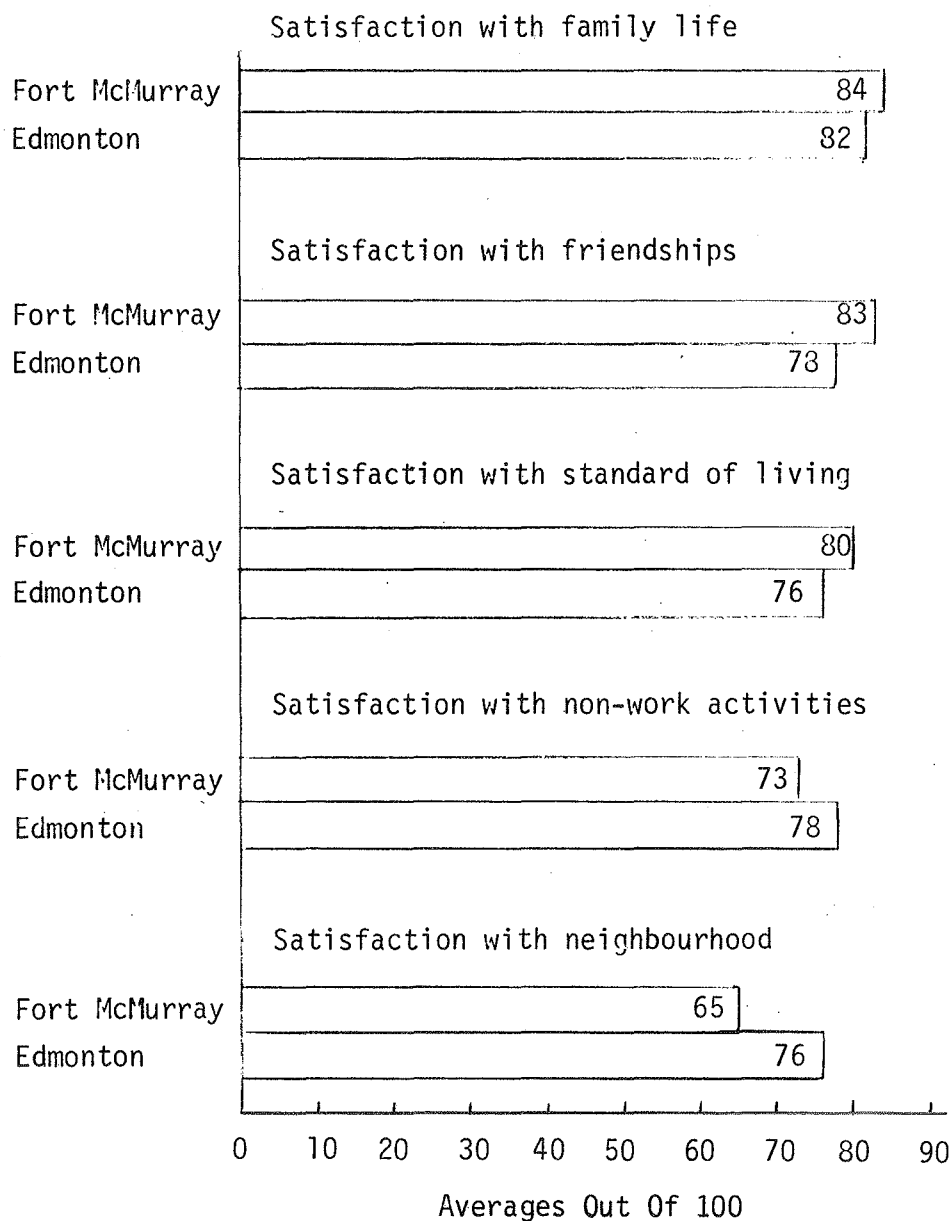 Satisfaction with family life
Fort McMurray 84
Edmonton 82
Satisfaction with friendships
Fort McMurray 83
Edmonton 78
Satisfaction with standard of living
Fort McMurray 80
Edmonton 76
Satisfaction with non-work activities
Fort McMurray 73
Edmonton 78
Satisfaction with neighbourhood
Fort McMurray 65
Edmonton 76
0 10 20 30 40 50 60 70 80 90
Averages Out Of 100